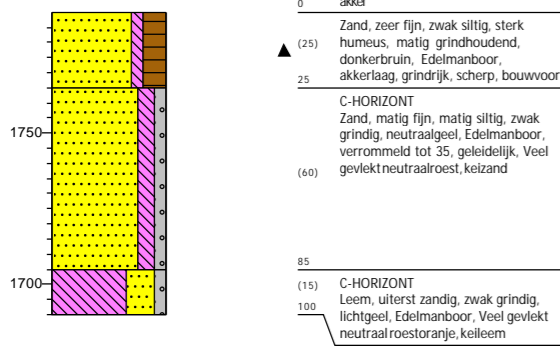 0 akker
(25) Zand, zeer fijn, zwak siltig, sterk
humeus, matig grindhoudend,
donkerbruin, Edelmanboor,
25 akkerlaag, grindrijk, scherp, bouwvoor
C-HORIZONT
Zand, matig fijn, matig siltig, zwak
grindig, neutraalgeel, Edelmanboor,
1750 verrommeld tot 35, geleidelijk, Veel
(60) gevlekt neutraalroest, keizand
85
1700 (15) C-HORIZONT
100 Leem, uiterst zandig, zwak grindig,
lichtgeel, Edelmanboor, Veel gevlekt
neutraal roestoranje, keileem